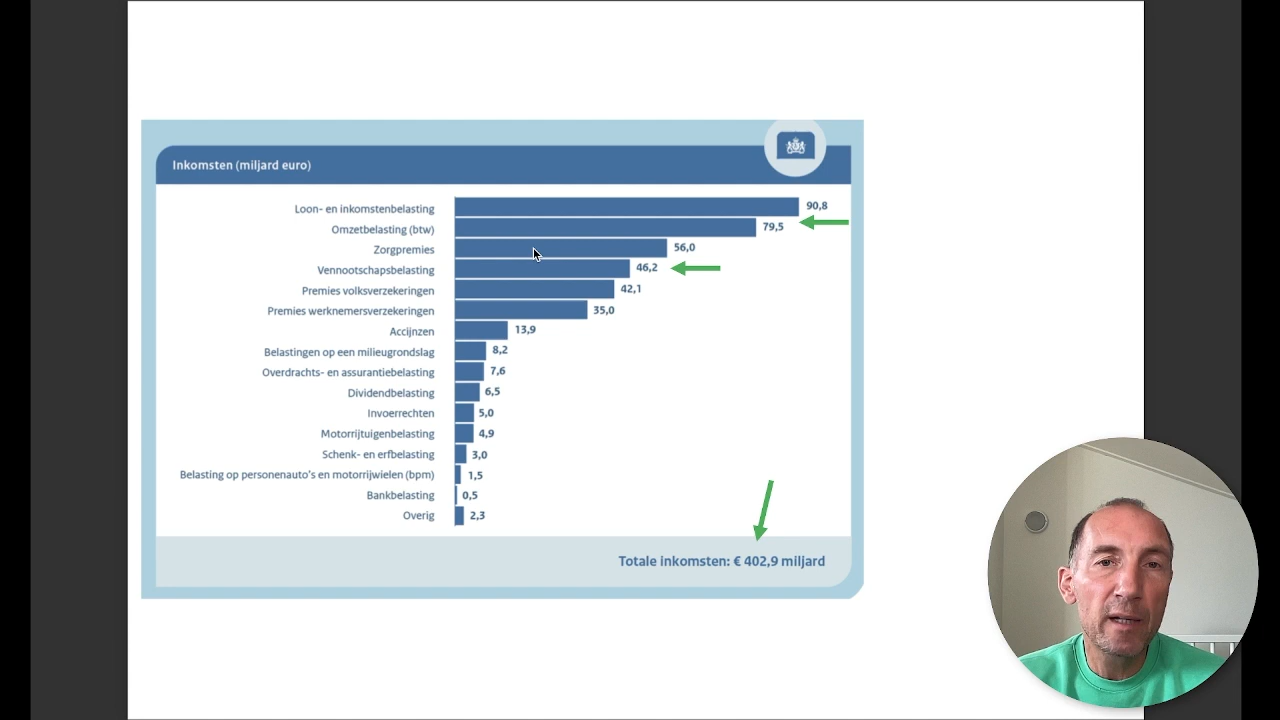 Inkomsten (miljard euro)
Loon- en inkomstenbelasting 90,8
Omzetbelasting (btw) 79,5
Zorgpremies 56,0
Vennootschapsbelasting 46,2
Premies volksverzekeringen 42,1
Premies werknemersverzekeringen 35,0
Accijnzen 13,9
Belastingen op een milieugrondslag 8,2
Overdrachts- en assurantiebelasting 7,6
Dividendbelasting 6,5
Invoerrechten 5,0
Motorrijtuigenbelasting 4,9
Schenk- en erfbelasting 3,0
Belasting op personenauto's en motorrijwielen (bpm) 1,5
Bankbelasting 0,5
Overig 2,3
Totale inkomsten: € 402,9 miljard